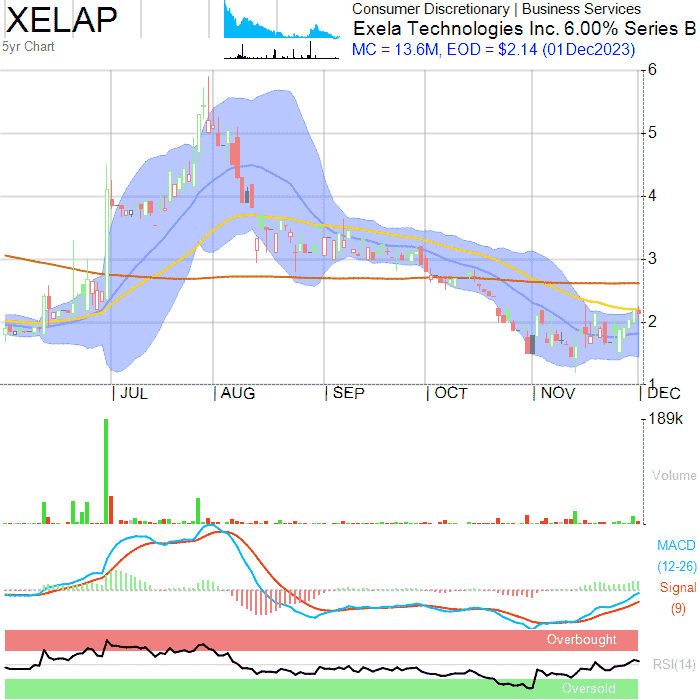 XELAP
5yr Chart
Consumer Discretionary | Business Services
Exela Technologies Inc. 6.00% Series B
MC = 13.6M, EOD = $2.14 (01Dec2023)
6
5
4
3
2
1
JUL AUG SEP OCT NOV DEC
189k
Volume
MACD
(12-26)
Signal
(9)
Overbought
RSI(14)
Oversold